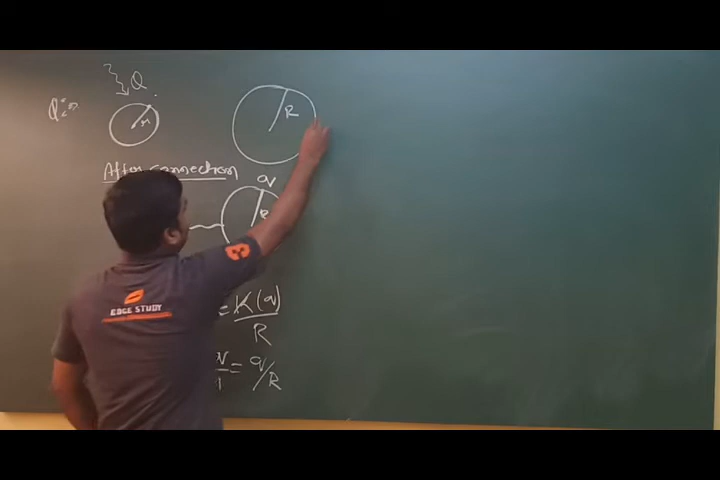 Q
R
r
After connection
q
R
= K(q)
R
= q/R
EDGE STUDY